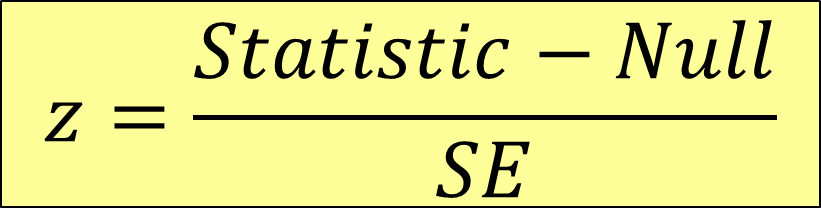 z = Statistic − Null / SE